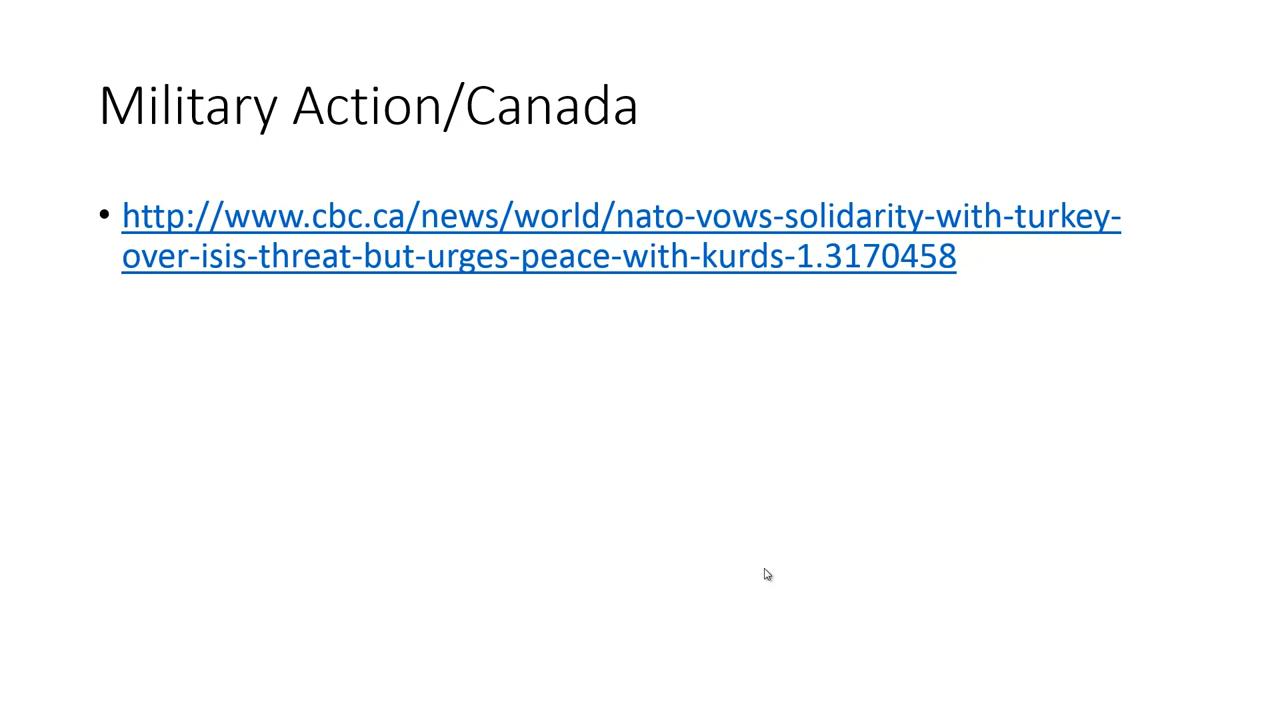 Military Action/Canada
• http://www.cbc.ca/news/world/nato-vows-solidarity-with-turkey-
over-isis-threat-but-urges-peace-with-kurds-1.3170458